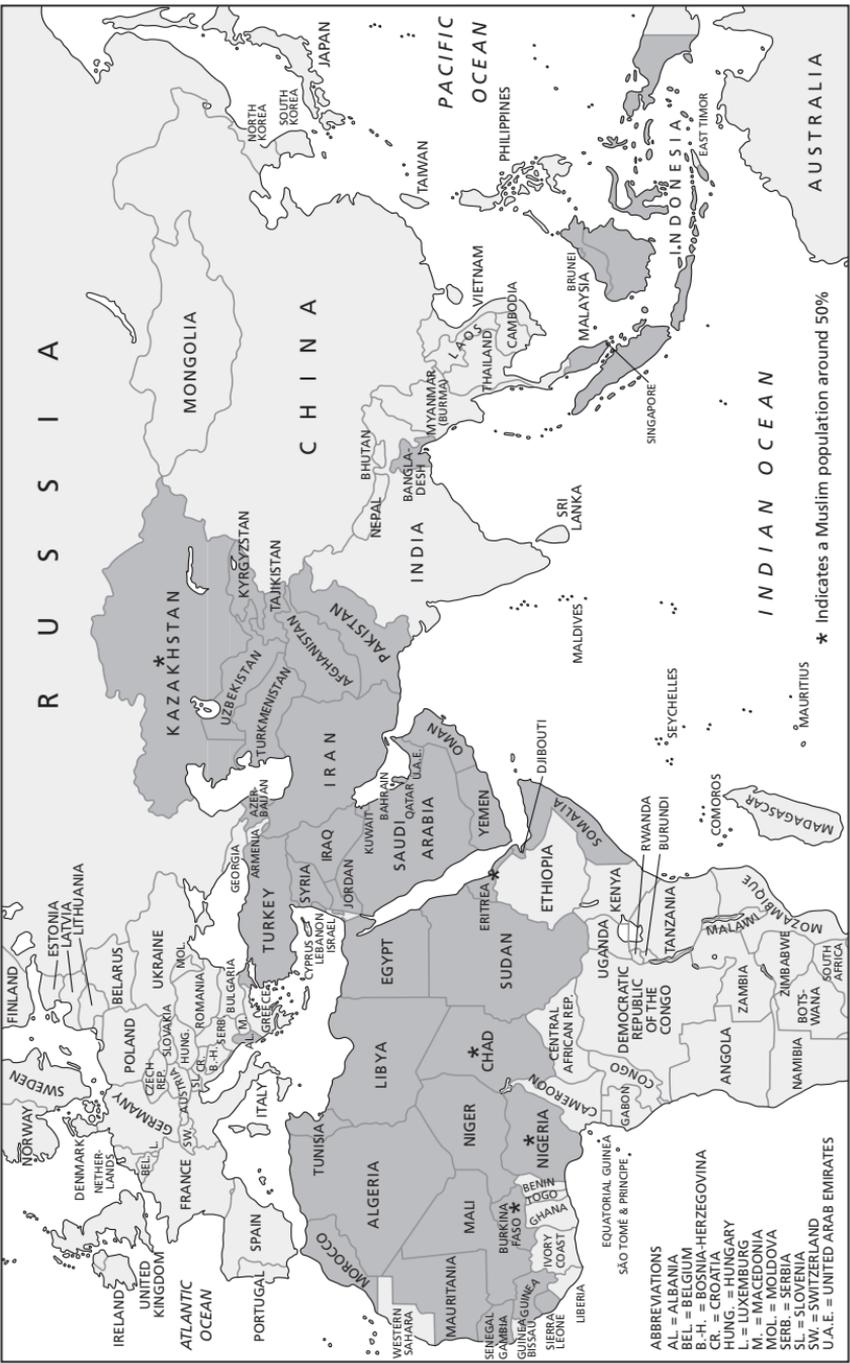 R U S S I A
FINLAND
SWEDEN
NORWAY
ESTONIA
LATVIA
LITHUANIA
DENMARK
NETHER-
LANDS
IRELAND
UNITED
KINGDOM
BEL.
L.
GERMANY
POLAND
BELARUS
UKRAINE
MOL.
CZECH
REP.
SLOVARIA
AUSTRIA
HUNG.
ROMANIA
FRANCE
SW.
SL.
CR.
B.-H.
SERB.
BULGARIA
AL.
M.
GREECE
ITALY
SPAIN
PORTUGAL
ATLANTIC
OCEAN
GEORGIA
ARMENIA
AZER-
BAIJAN
TURKEY
CYPRUS
LEBANON
ISRAEL
SYRIA
JORDAN
IRAQ
IRAN
KUWAIT
BAHRAIN
QATAR
U.A.E.
SAUDI
ARABIA
OMAN
YEMEN
KAZAKHSTAN
*
UZBEKISTAN
TURKMENISTAN
KYRGYZSTAN
TAJIKISTAN
AFGHANISTAN
PAKISTAN
MONGOLIA
C H I N A
NORTH
KOREA
SOUTH
KOREA
JAPAN
PACIFIC
OCEAN
TAIWAN
PHILIPPINES
NEPAL
BHUTAN
BANGLA-
DESH
INDIA
MYANMAR
(BURMA)
LAOS
THAILAND
VIETNAM
CAMBODIA
SRI
LANKA
MALDIVES
BRUNEI
MALAYSIA
SINGAPORE
INDONESIA
EAST TIMOR
AUSTRALIA
INDIAN OCEAN
MOROCCO
WESTERN
SAHARA
ALGERIA
TUNISIA
LIBYA
EGYPT
MAURITANIA
MALI
NIGER
CHAD
*
SUDAN
ERITREA
*
DJIBOUTI
ETHIOPIA
SOMALIA
SENEGAL
GAMBIA
GUINEA
BISSAU
GUINEA
SIERRA
LEONE
LIBERIA
IVORY
COAST
BURKINA
FASO
*
GHANA
TOGO
BENIN
NIGERIA
*
CAMEROON
CENTRAL
AFRICAN REP.
EQUATORIAL GUINEA
SÃO TOMÉ & PRINCIPE
GABON
CONGO
DEMOCRATIC
REPUBLIC
OF THE
CONGO
UGANDA
KENYA
RWANDA
BURUNDI
TANZANIA
ANGOLA
ZAMBIA
MALAWI
MOZAMBIQUE
ZIMBABWE
BOTS-
WANA
NAMIBIA
SOUTH
AFRICA
COMOROS
MADAGASCAR
SEYCHELLES
MAURITIUS
* Indicates a Muslim population around 50%
ABBREVIATIONS
AL. = ALBANIA
BEL. = BELGIUM
B.-H. = BOSNIA-HERZEGOVINA
CR. = CROATIA
HUNG. = HUNGARY
L. = LUXEMBURG
M. = MACEDONIA
MOL. = MOLDOVA
SERB. = SERBIA
SL. = SLOVENIA
SW. = SWITZERLAND
U.A.E. = UNITED ARAB EMIRATES